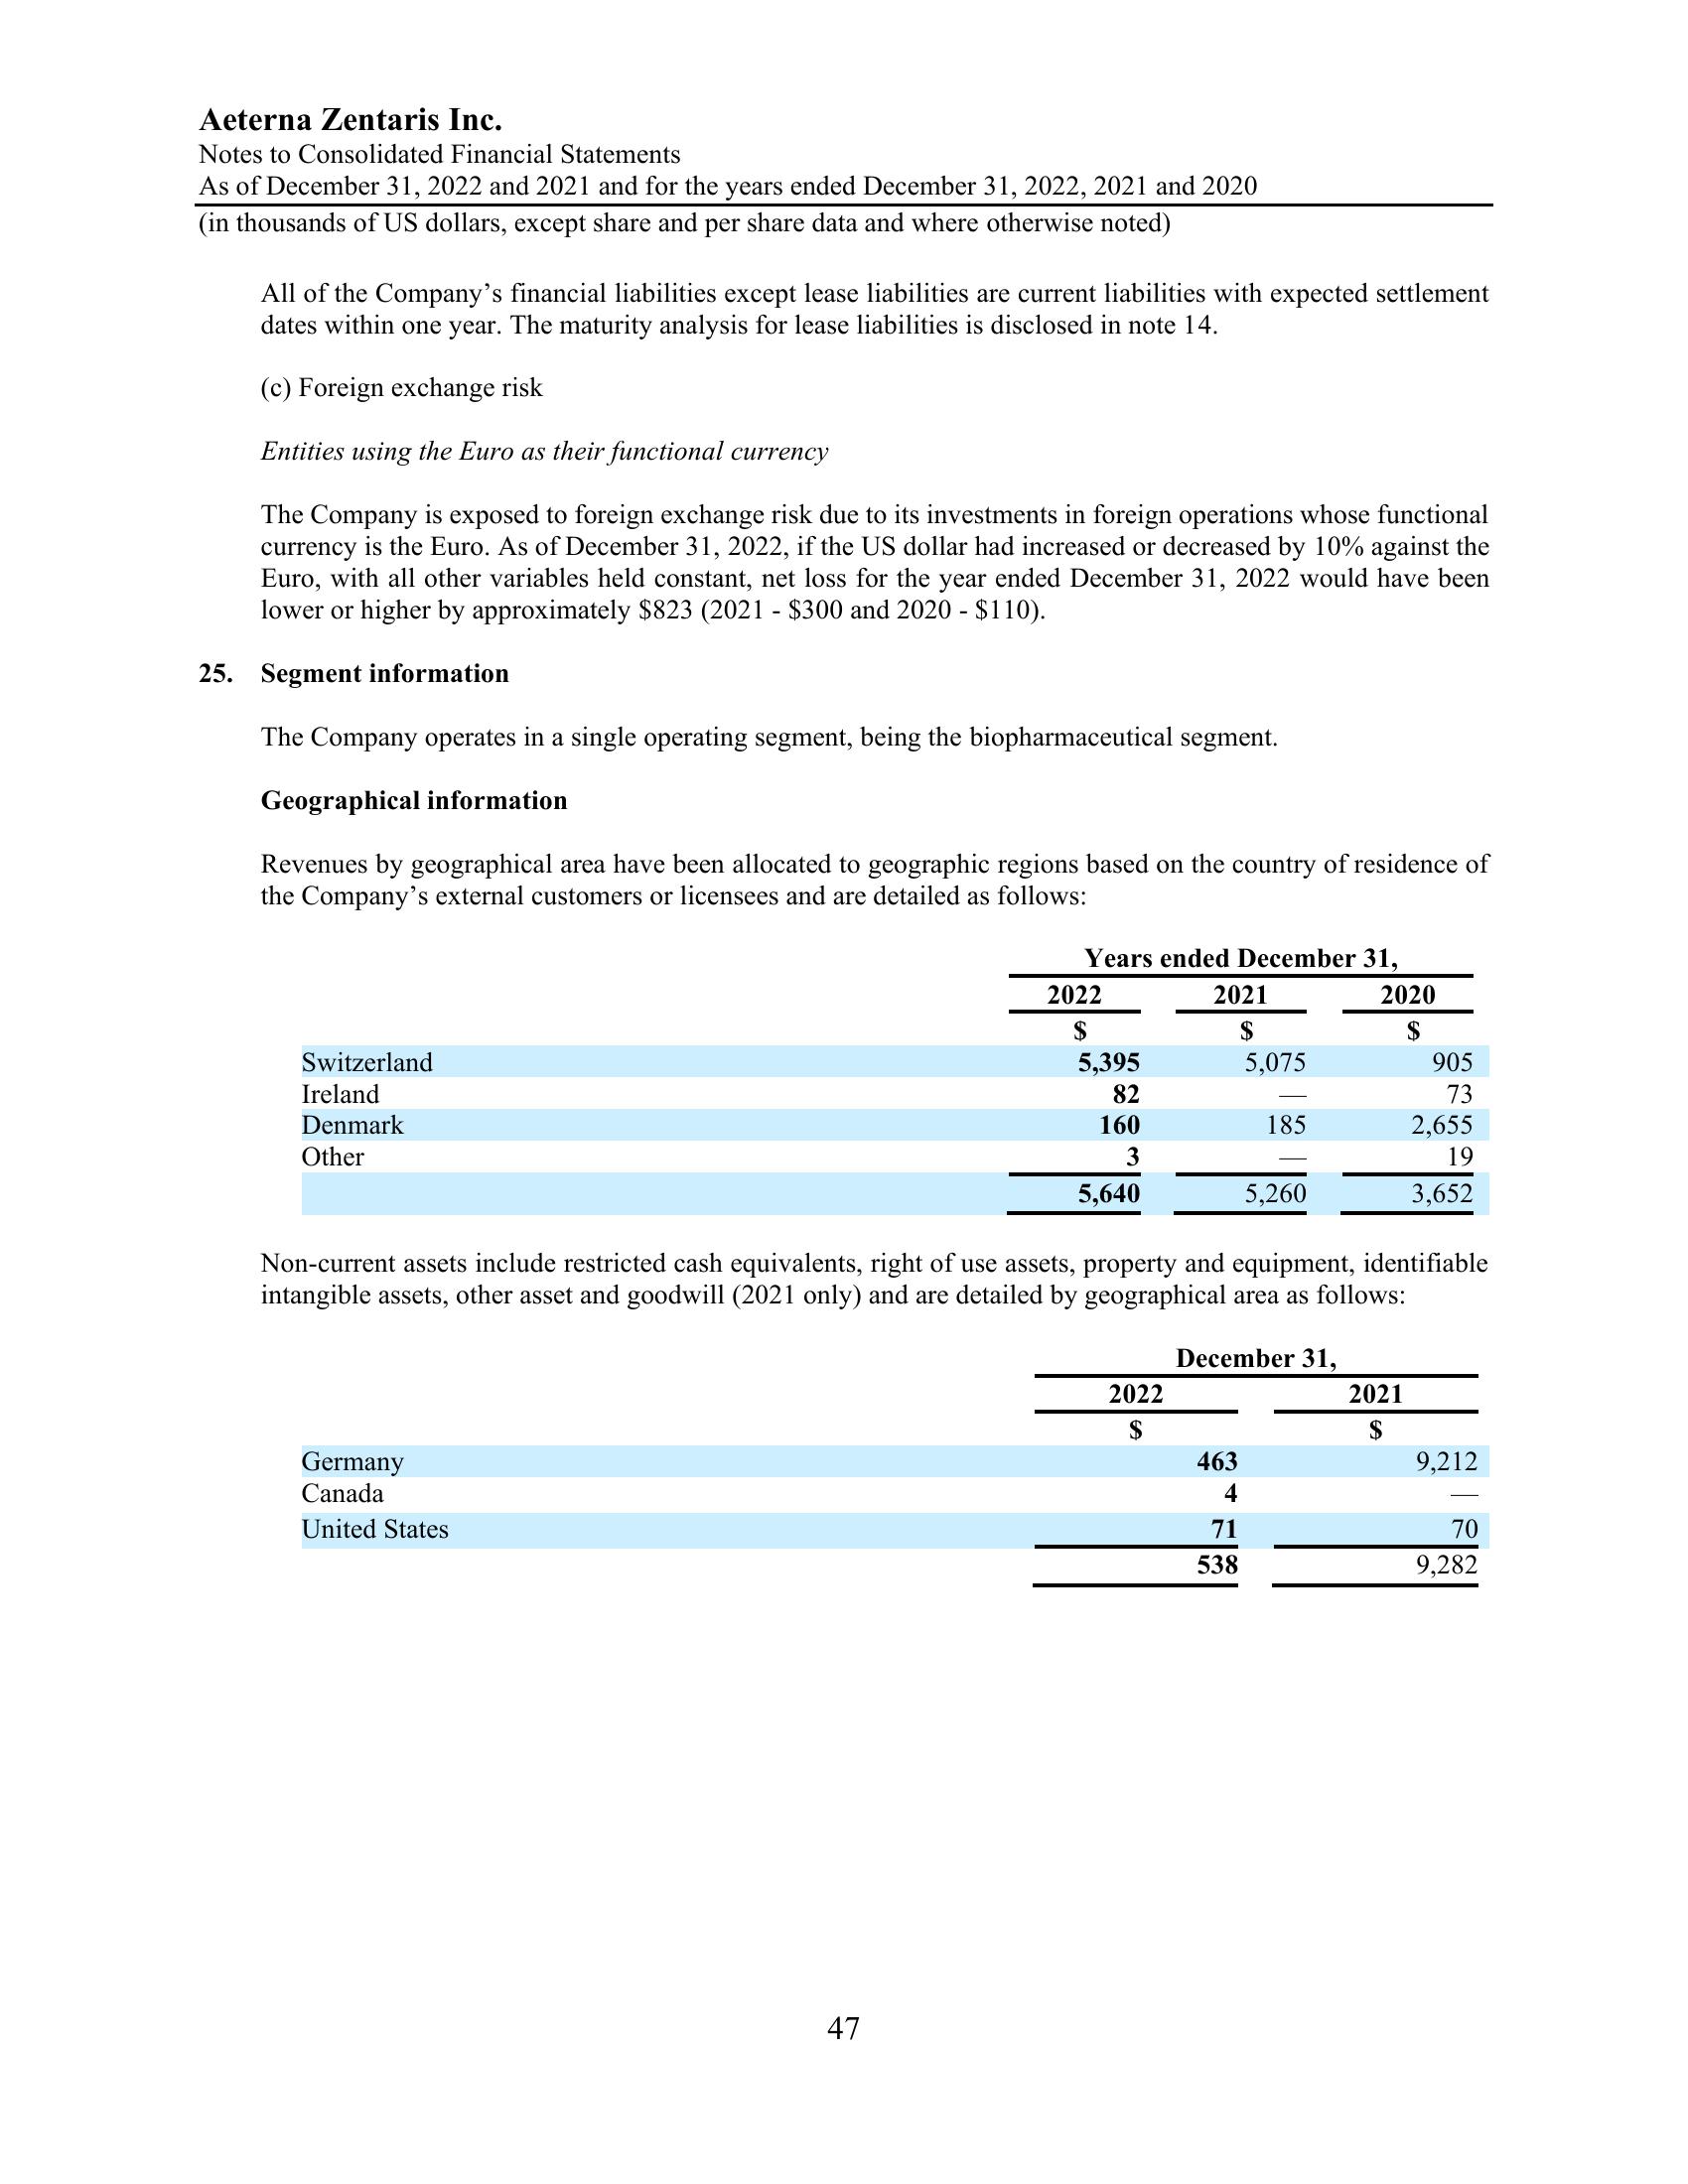 Aeterna Zentaris Inc.
Notes to Consolidated Financial Statements
As of December 31, 2022 and 2021 and for the years ended December 31, 2022, 2021 and 2020
(in thousands of US dollars, except share and per share data and where otherwise noted)
All of the Company’s financial liabilities except lease liabilities are current liabilities with expected settlement
dates within one year. The maturity analysis for lease liabilities is disclosed in note 14.
(c) Foreign exchange risk
Entities using the Euro as their functional currency
The Company is exposed to foreign exchange risk due to its investments in foreign operations whose functional
currency is the Euro. As of December 31, 2022, if the US dollar had increased or decreased by 10% against the
Euro, with all other variables held constant, net loss for the year ended December 31, 2022 would have been
lower or higher by approximately $823 (2021 - $300 and 2020 - $110).
25. Segment information
The Company operates in a single operating segment, being the biopharmaceutical segment.
Geographical information
Revenues by geographical area have been allocated to geographic regions based on the country of residence of
the Company’s external customers or licensees and are detailed as follows:
Years ended December 31,
2022 2021 2020
$ $ $
Switzerland 5,395 5,075 905
Ireland 82 — 73
Denmark 160 185 2,655
Other 3 — 19
5,640 5,260 3,652
Non-current assets include restricted cash equivalents, right of use assets, property and equipment, identifiable
intangible assets, other asset and goodwill (2021 only) and are detailed by geographical area as follows:
December 31,
2022 2021
$ $
Germany 463 9,212
Canada 4 —
United States 71 70
538 9,282
47